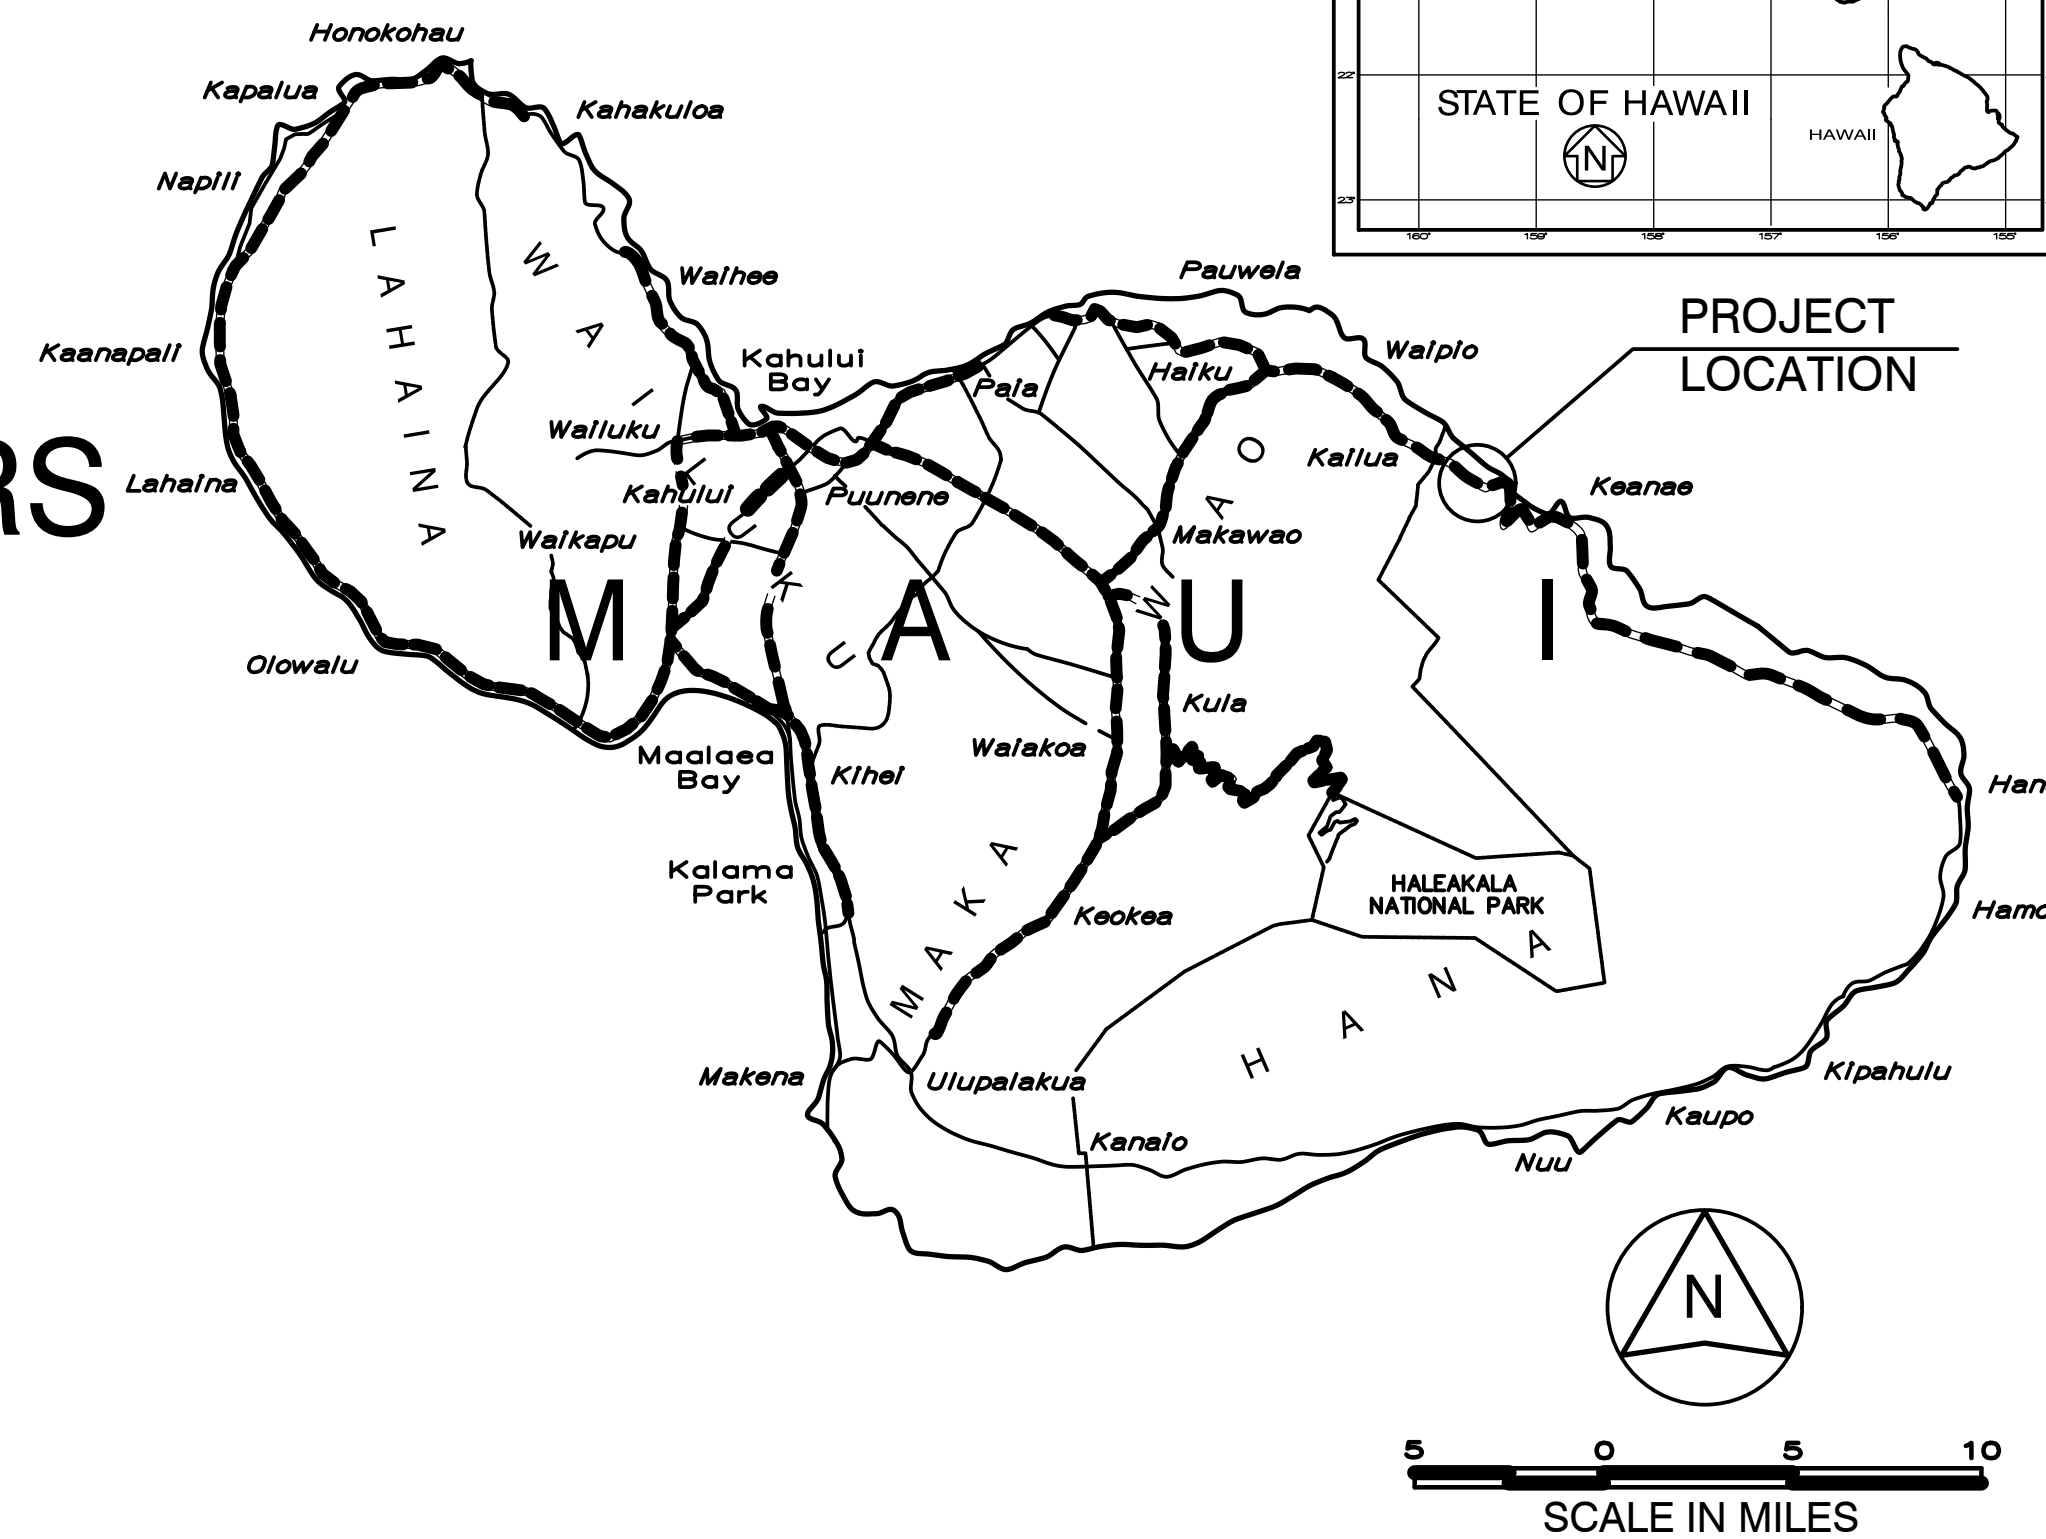 Honokohau
Kapalua
Kahakuloa
Napili
LAHAINA
WAILUKU
Waihee
Kaanapali
Kahului
Bay
Wailuku
RS
Lahaina
Kahului
Waikapu
Olowalu
Maalaea
Bay
Kihei
Kalama
Park
Makena
22°
STATE OF HAWAII
N
HAWAII
23°
160° 159° 158° 157° 156° 155°
Pauwela
PROJECT
LOCATION
Waipio
Haiku
Paia
Kailua
Keanae
Puunene
Makawao
MAUI
Kula
Waiakoa
MAKAWAO
Han
HALEAKALA
NATIONAL PARK
Hamo
Keokea
HANA
Ulupalakua
Kipahulu
Kaupo
Kanaio
Nuu
N
5 0 5 10
SCALE IN MILES